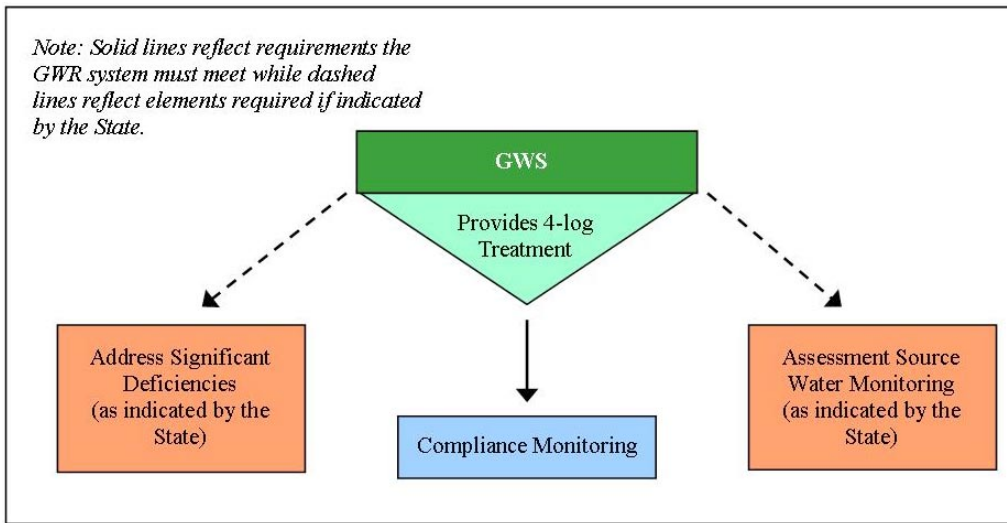 Note: Solid lines reflect requirements the
GWR system must meet while dashed
lines reflect elements required if indicated
by the State.
GWS
Provides 4-log
Treatment
Address Significant
Deficiencies
(as indicated by the
State)
Compliance Monitoring
Assessment Source
Water Monitoring
(as indicated by the
State)